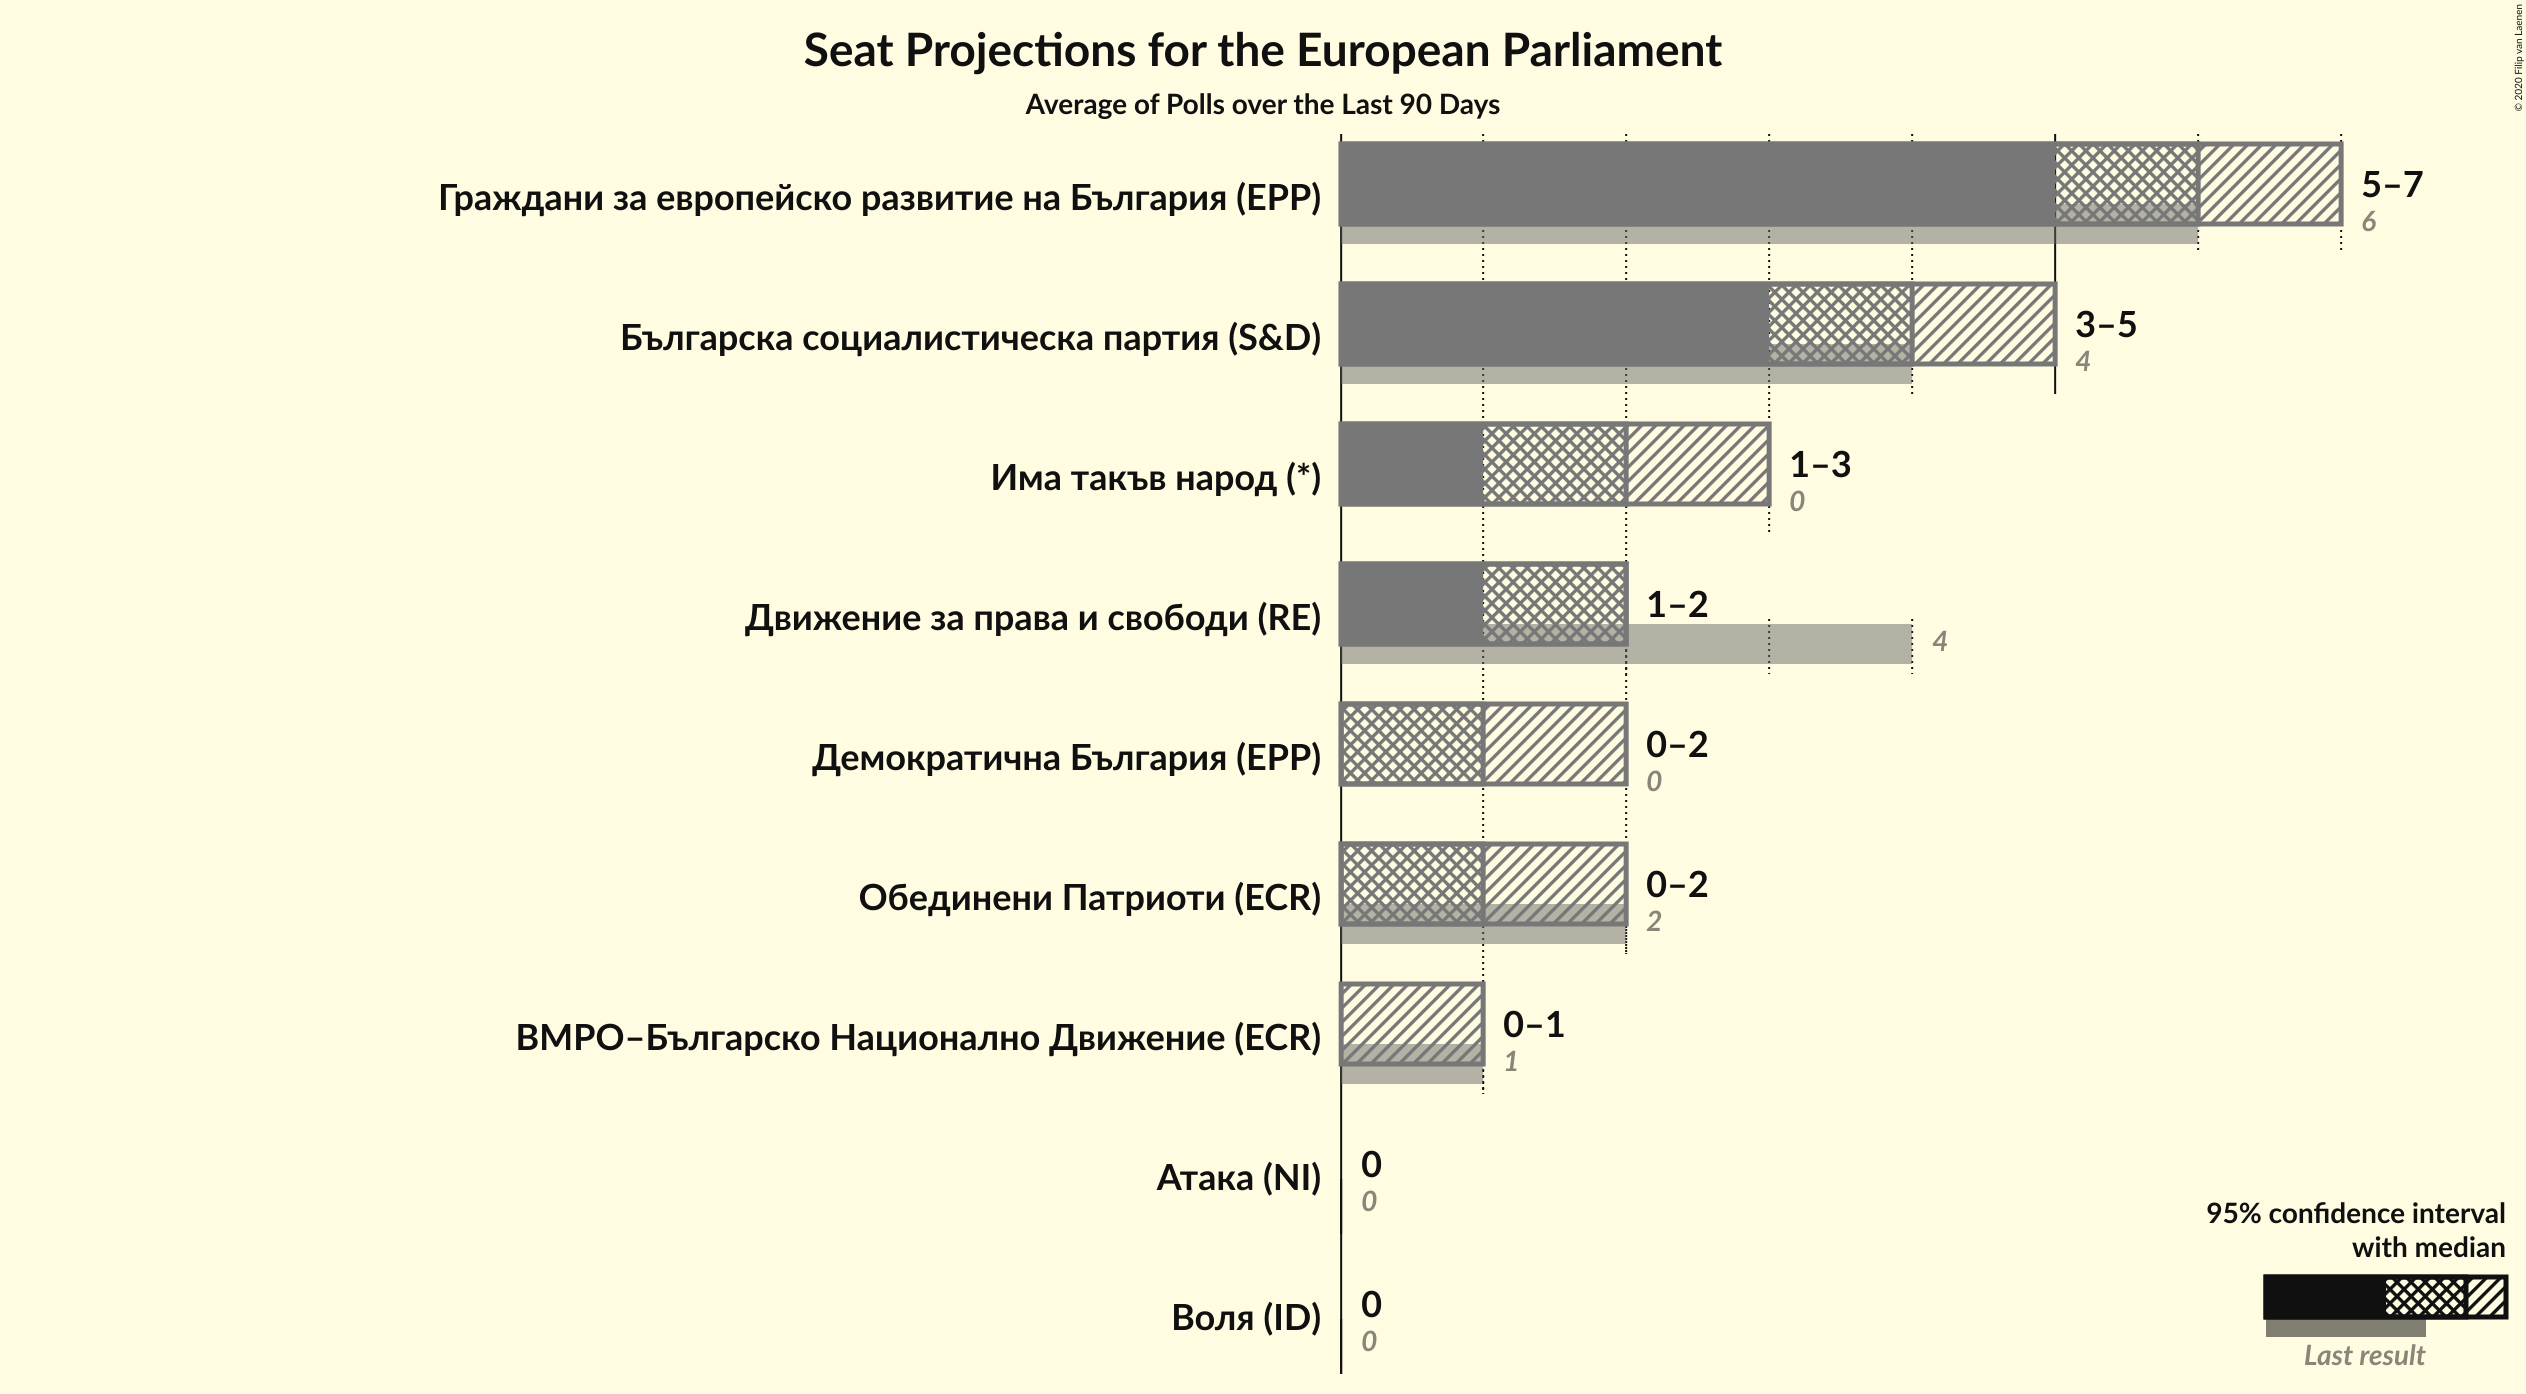 Seat Projections for the European Parliament
Average of Polls over the Last 90 Days
© 2020 Filip van Laenen
Граждани за европейско развитие на България (EPP)
5–7
6
Българска социалистическа партия (S&D)
3–5
4
Има такъв народ (*)
1–3
0
Движение за права и свободи (RE)
1–2
4
Демократична България (EPP)
0–2
0
Обединени Патриоти (ECR)
0–2
2
ВМРО–Българско Национално Движение (ECR)
0–1
1
Атака (NI)
0
0
Воля (ID)
0
0
95% confidence interval
with median
Last result